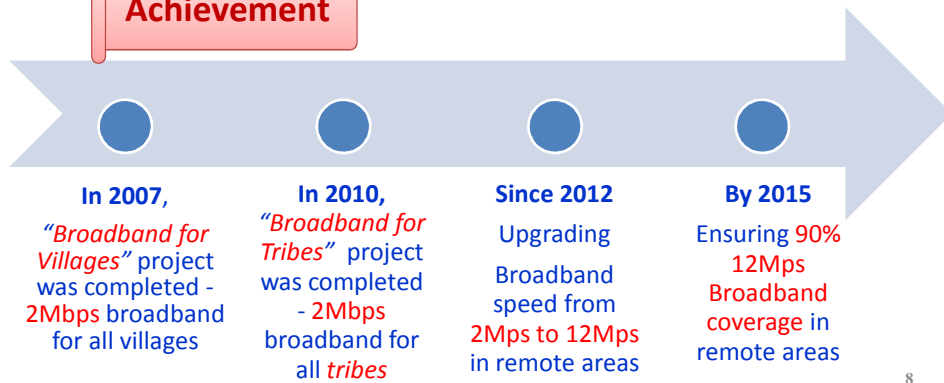 Achievement
In 2007,
“Broadband for
Villages” project
was completed -
2Mbps broadband
for all villages
In 2010,
“Broadband for
Tribes” project
was completed
- 2Mbps
broadband for
all tribes
Since 2012
Upgrading
Broadband
speed from
2Mps to 12Mps
in remote areas
By 2015
Ensuring 90%
12Mps
Broadband
coverage in
remote areas
8